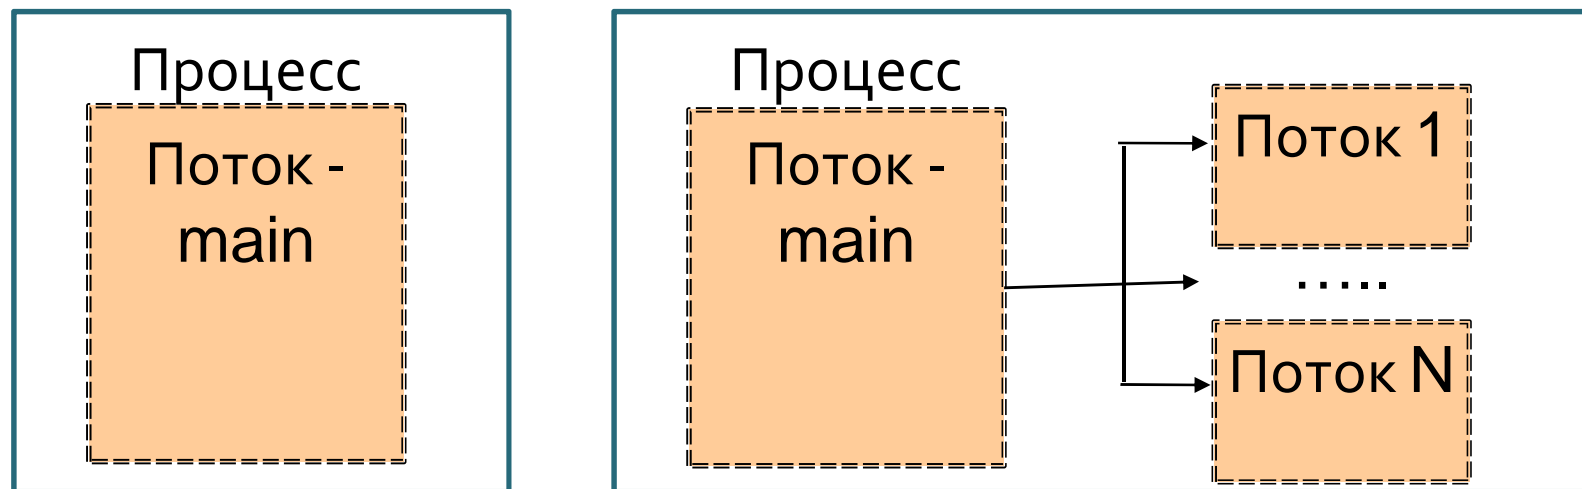 Процесс
Поток -
main
Процесс
Поток -
main
Поток 1
.....
Поток N